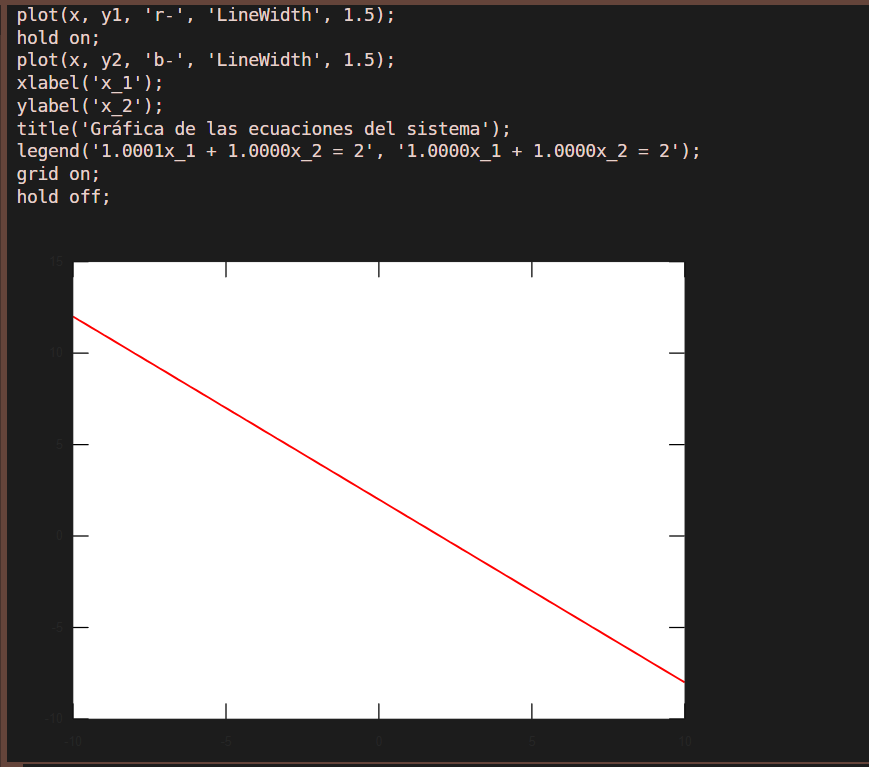 plot(x, y1, 'r-', 'LineWidth', 1.5);
hold on;
plot(x, y2, 'b-', 'LineWidth', 1.5);
xlabel('x_1');
ylabel('x_2');
title('Gráfica de las ecuaciones del sistema');
legend('1.0001x_1 + 1.0000x_2 = 2', '1.0000x_1 + 1.0000x_2 = 2');
grid on;
hold off;
15
10
5
0
-5
-10
-10 -5 0 5 10